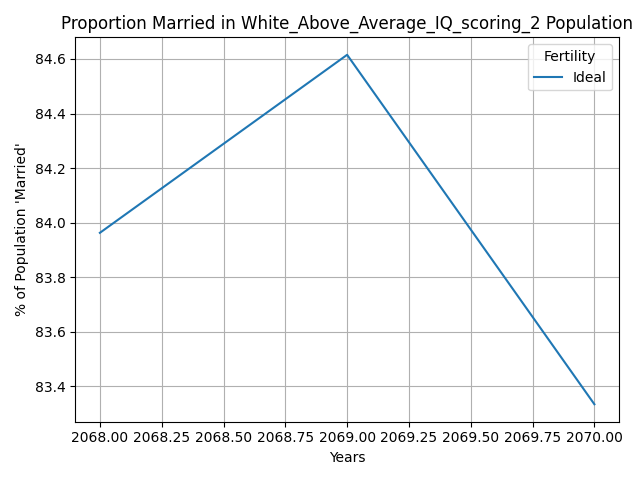 Proportion Married in White_Above_Average_IQ_scoring_2 Population
Fertility
Ideal
84.6
84.4
84.2
84.0
83.8
83.6
83.4
% of Population 'Married'
2068.00 2068.25 2068.50 2068.75 2069.00 2069.25 2069.50 2069.75 2070.00
Years